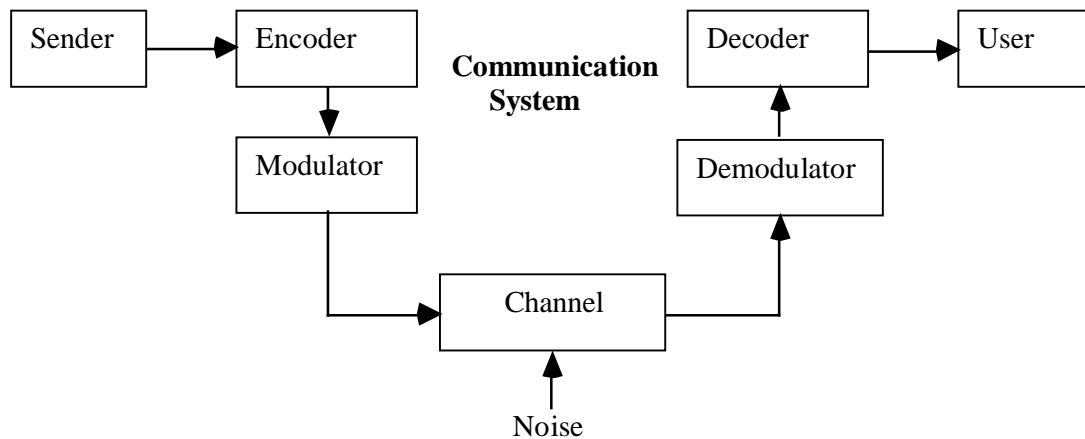 Sender
Encoder
Decoder
User
Communication
System
Modulator
Demodulator
Channel
Noise